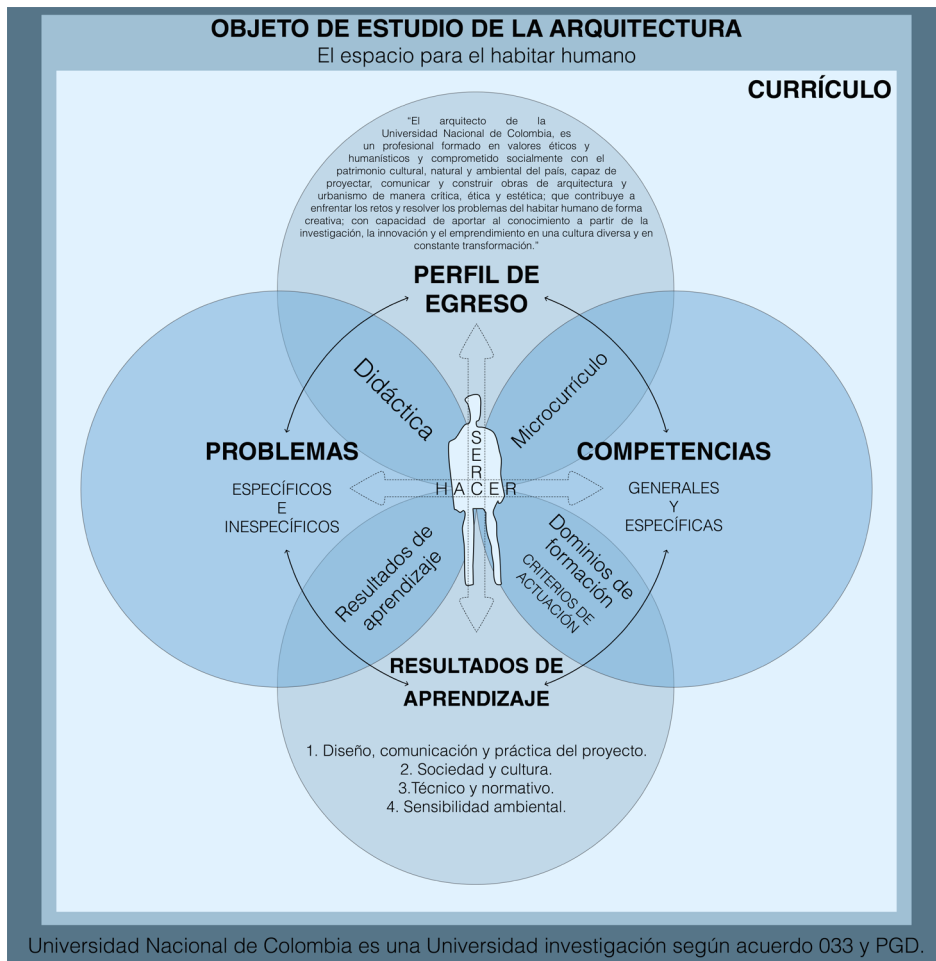 OBJETO DE ESTUDIO DE LA ARQUITECTURA
El espacio para el habitar humano
CURRÍCULO
“El arquitecto de la
Universidad Nacional de Colombia, es
un profesional formado en valores éticos y
humanísticos y comprometido socialmente con el
patrimonio cultural, natural y ambiental del país, capaz de
proyectar, comunicar y construir obras de arquitectura y
urbanismo de manera crítica, ética y estética; que contribuye a
enfrentar los retos y resolver los problemas del habitar humano de forma
creativa; con capacidad de aportar al conocimiento a partir de la
investigación, la innovación y el emprendimiento en una cultura diversa y en
constante transformación.”
PERFIL DE
EGRESO
Didáctica
Microcurrículo
PROBLEMAS
ESPECÍFICOS
E
INESPECÍFICOS
SER
HACER
COMPETENCIAS
GENERALES
Y
ESPECÍFICAS
Resultados de
aprendizaje
Dominios de
formación
CRITERIOS DE
ACTUACIÓN
RESULTADOS DE
APRENDIZAJE
1. Diseño, comunicación y práctica del proyecto.
2. Sociedad y cultura.
3.Técnico y normativo.
4. Sensibilidad ambiental.
Universidad Nacional de Colombia es una Universidad investigación según acuerdo 033 y PGD.